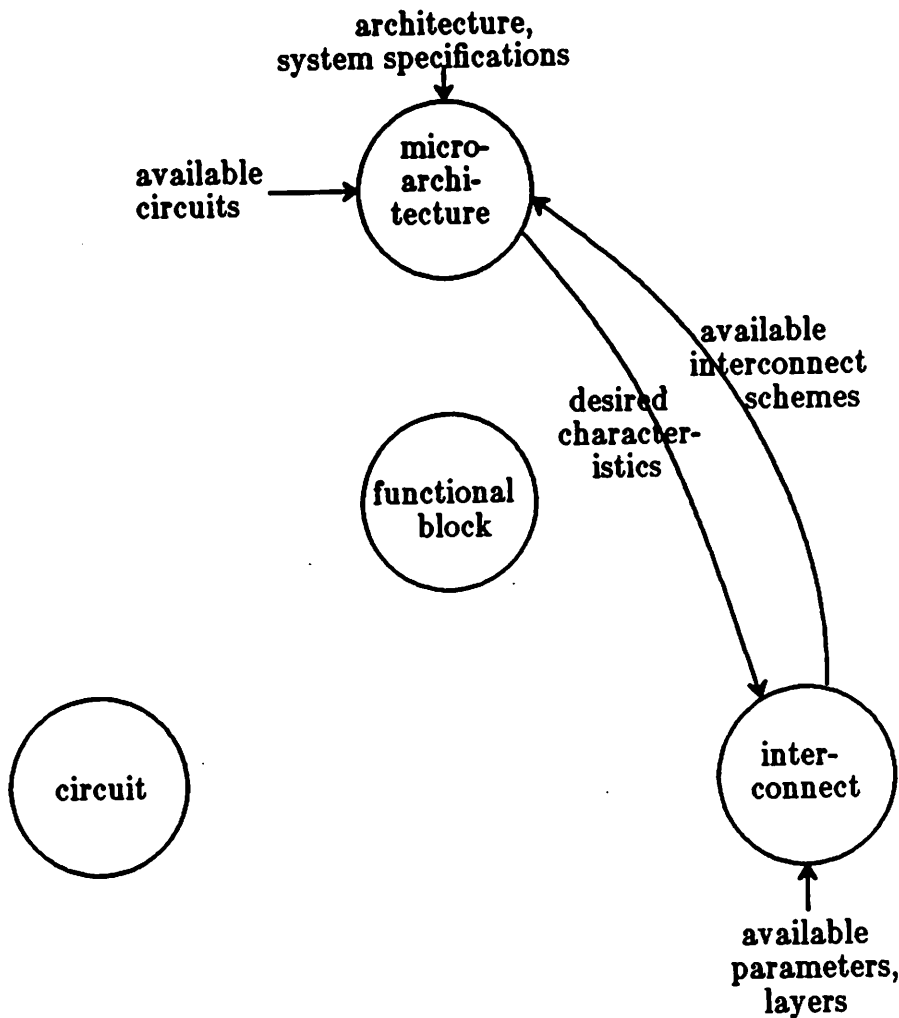 architecture,
system specifications
micro-
archi-
tecture
available
circuits
available
interconnect
schemes
desired
character-
istics
functional
block
circuit
inter-
connect
available
parameters,
layers